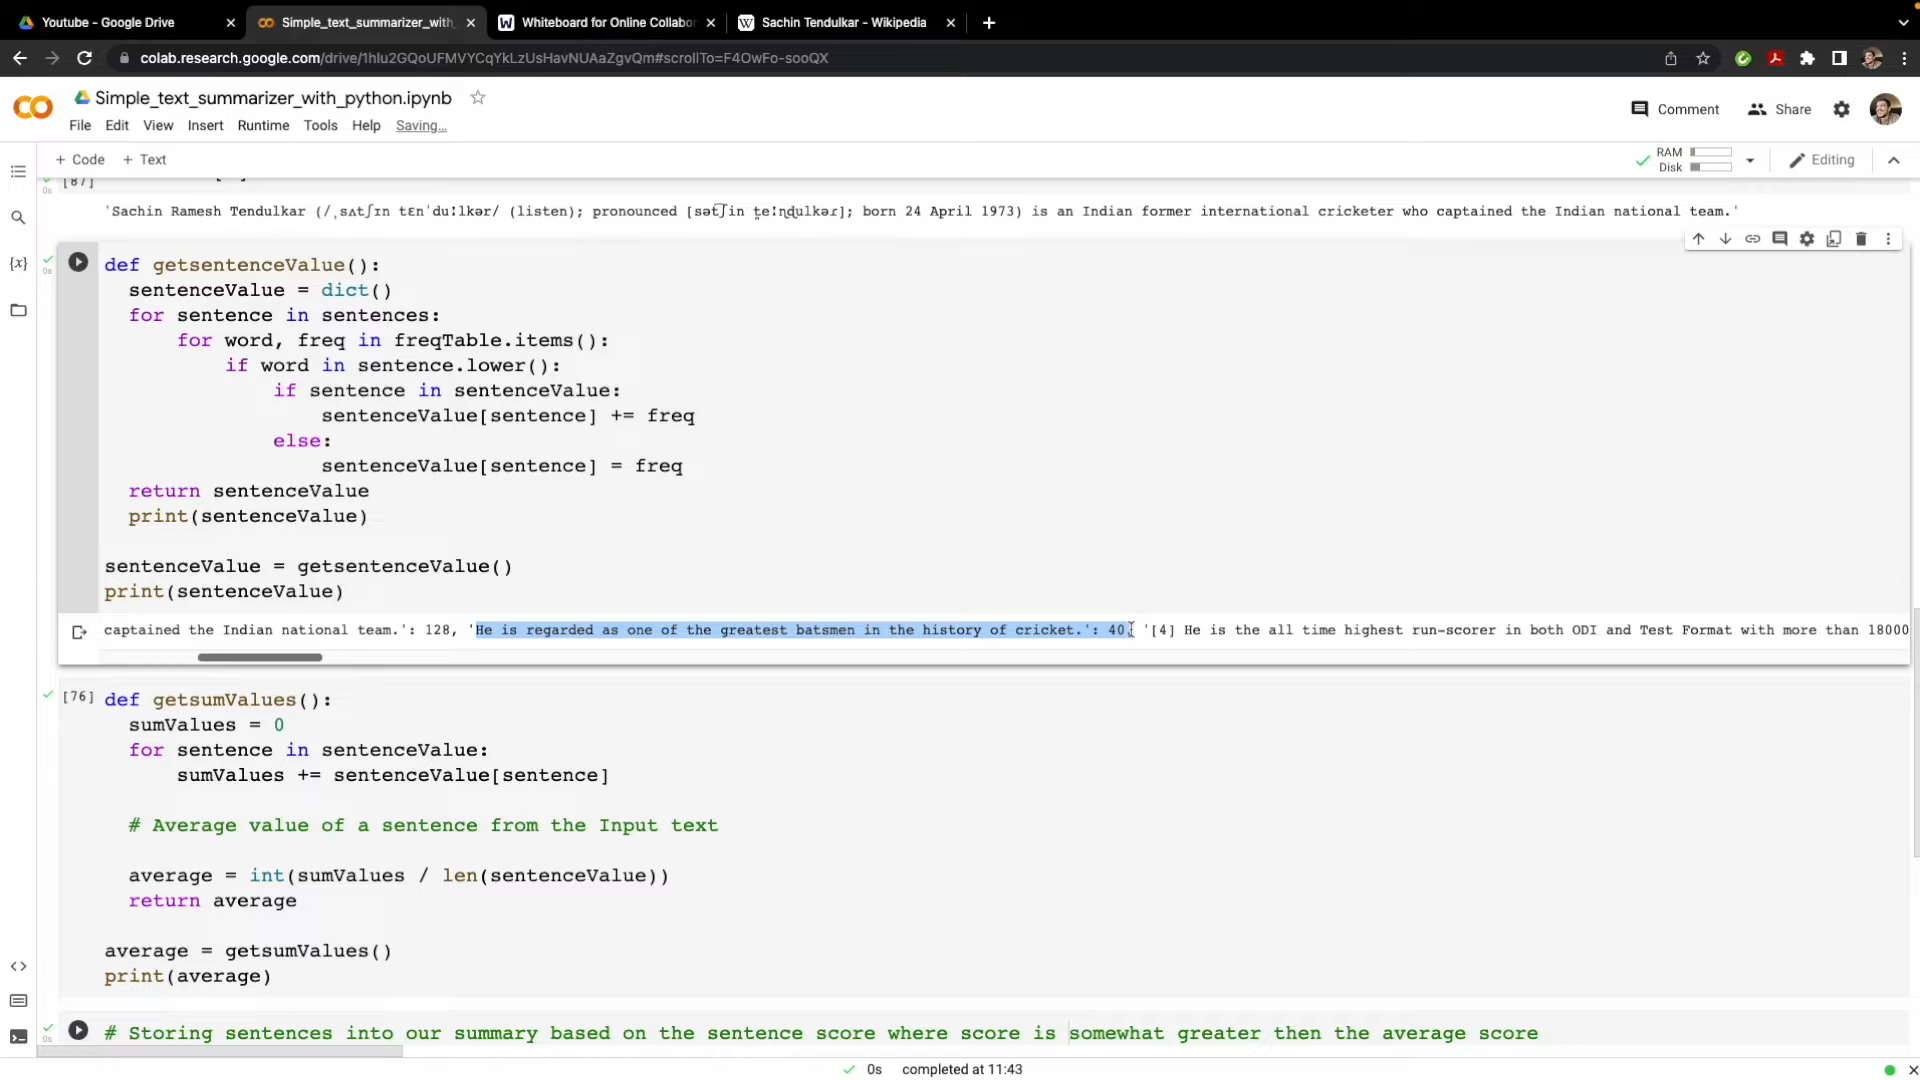 Youtube - Google Drive
Simple_text_summarizer_with_
Whiteboard for Online Collabor
W Sachin Tendulkar - Wikipedia
colab.research.google.com/drive/1hlu2GQoUFMVYCqYkLzUsHavNUAaZgvQm#scrollTo=F4OwFo-sooQX
CO Simple_text_summarizer_with_python.ipynb
Comment Share
File Edit View Insert Runtime Tools Help Saving...
+ Code + Text
RAM
Disk
Editing
[87]
0s
'Sachin Ramesh Tendulkar (/ˌsʌtʃɪn tɛnˈduːlkər/ (listen); pronounced [sət͡ʃin t̪eːɳɖulkəɾ]; born 24 April 1973) is an Indian former international cricketer who captained the Indian national team.'
0s
def getsentenceValue():
sentenceValue = dict()
for sentence in sentences:
for word, freq in freqTable.items():
if word in sentence.lower():
if sentence in sentenceValue:
sentenceValue[sentence] += freq
else:
sentenceValue[sentence] = freq
return sentenceValue
print(sentenceValue)
sentenceValue = getsentenceValue()
print(sentenceValue)
captained the Indian national team.': 128, 'He is regarded as one of the greatest batsmen in the history of cricket.': 40, '[4] He is the all time highest run-scorer in both ODI and Test Format with more than 18000
[76] def getsumValues():
sumValues = 0
for sentence in sentenceValue:
sumValues += sentenceValue[sentence]
# Average value of a sentence from the Input text
average = int(sumValues / len(sentenceValue))
return average
average = getsumValues()
print(average)
0s
# Storing sentences into our summary based on the sentence score where score is somewhat greater then the average score
0s completed at 11:43